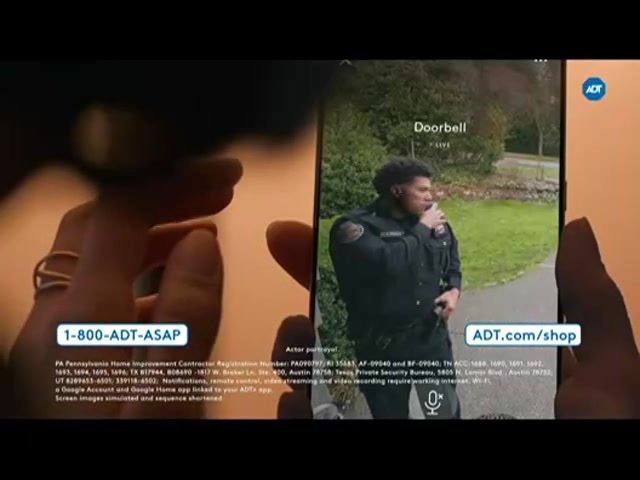 ADT
Doorbell
LIVE
1-800-ADT-ASAP
ADT.com/shop
Actor portrayal.
PA Pennsylvania Home Improvement Contractor Registration Number: PA090797; RI 35683, AF-09040 and BF-09040; TN ACC-1688, 1690, 1691, 1692,
1693, 1694, 1695, 1696; TX B17944, B08690 -1817 W. Braker Ln. Ste. 400, Austin 78758; Texas Private Security Bureau, 5805 N. Lamar Blvd., Austin 78752;
UT 8289653-6501; 339118-6502; Notifications, remote control, video streaming and video recording require working internet, Wi-Fi,
a Google Account and Google Home app linked to your ADT+ app.
Screen images simulated and sequence shortened.